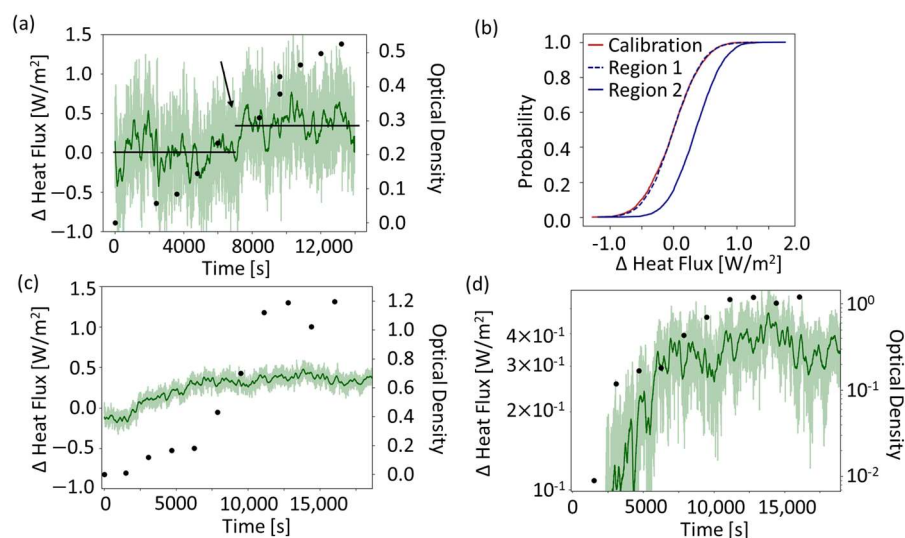 (a)
1.5
1.0
0.5
0.0
−0.5
−1.0
Δ Heat Flux [W/m²]
0.5
0.4
0.3
0.2
0.1
0.0
Optical Density
0 4000 8000 12,000
Time [s]
(b)
Calibration
Region 1
Region 2
1.0
0.8
0.6
0.4
0.2
0.0
Probability
-1.0 0.0 1.0 2.0
Δ Heat Flux [W/m²]
(c)
1.5
1.0
0.5
0.0
−0.5
−1.0
Δ Heat Flux [W/m²]
1.2
1.0
0.8
0.6
0.4
0.2
0.0
Optical Density
0 5000 10,000 15,000
Time [s]
(d)
4×10⁻¹
3×10⁻¹
2×10⁻¹
10⁻¹
Δ Heat Flux [W/m²]
10⁰
10⁻¹
10⁻²
Optical Density
0 5000 10,000 15,000
Time [s]